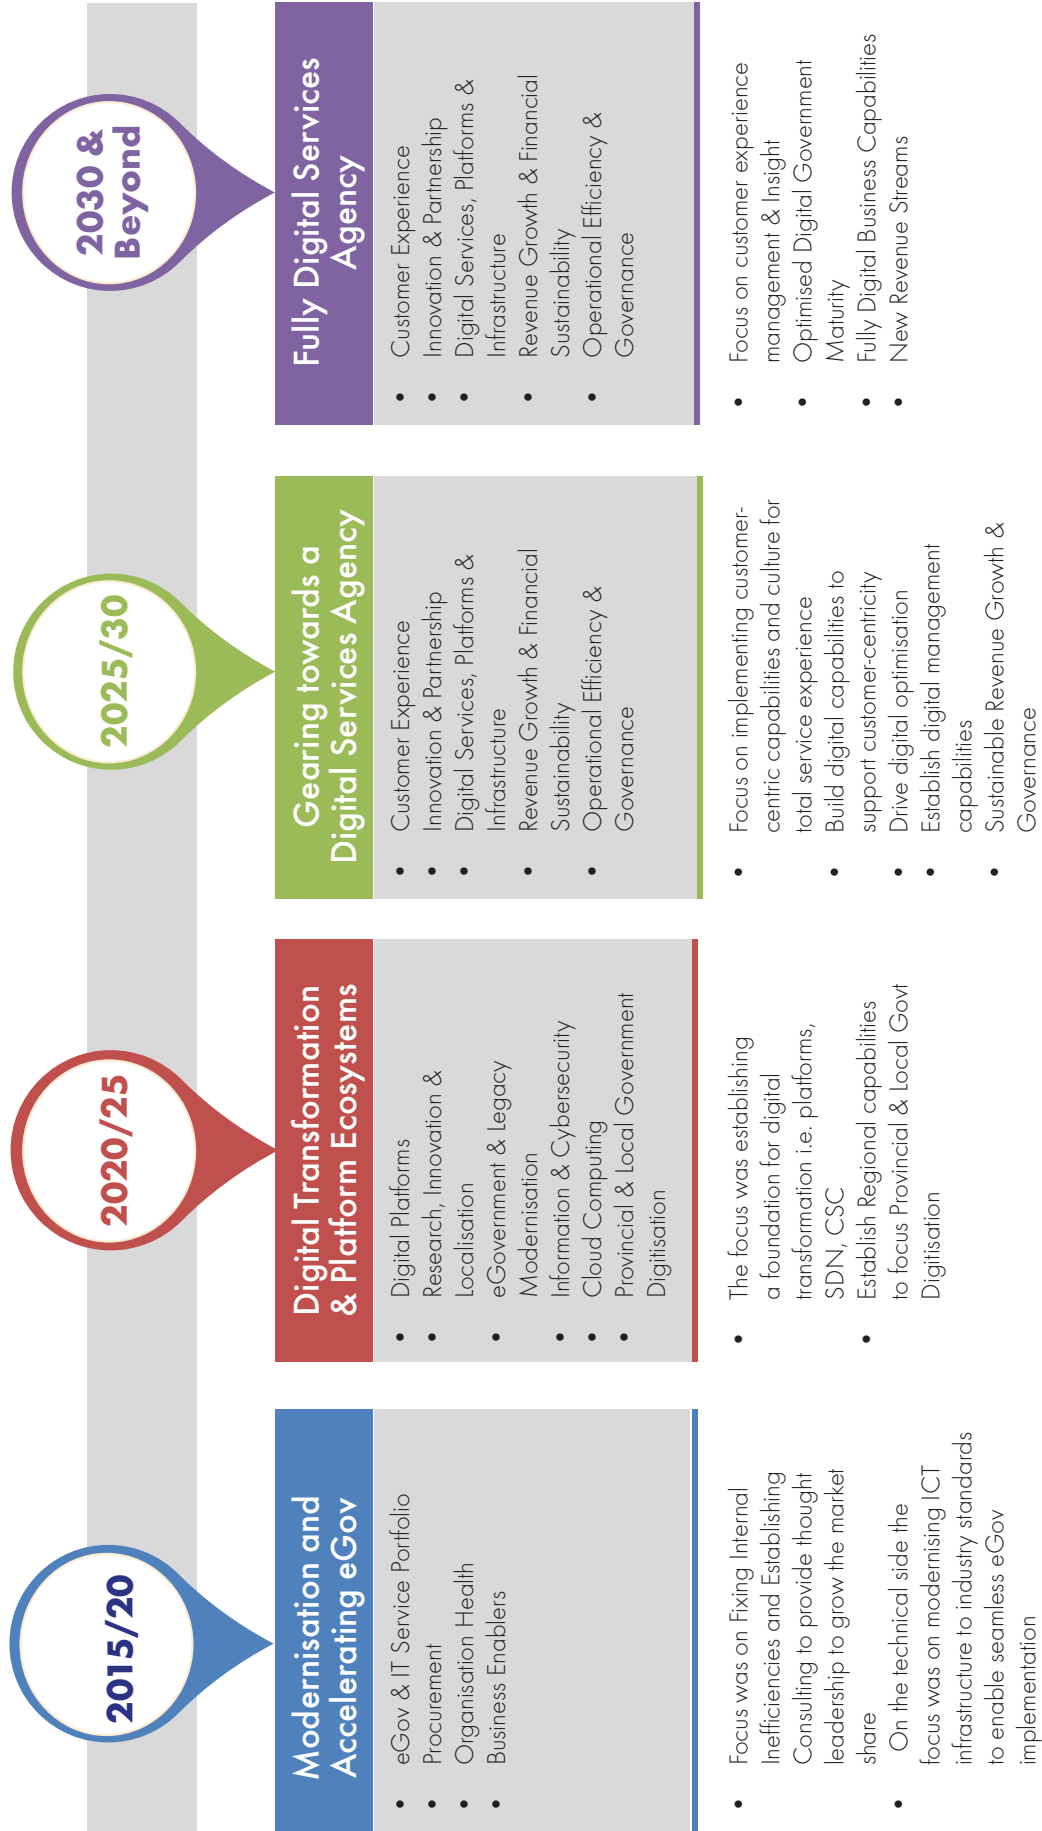 2015/20
Modernisation and
Accelerating eGov
• eGov & IT Service Portfolio
• Procurement
• Organisation Health
• Business Enablers
• Focus was on Fixing Internal
Inefficiencies and Establishing
Consulting to provide thought
leadership to grow the market
share
• On the technical side the
focus was on modernising ICT
infrastructure to industry standards
to enable seamless eGov
implementation
2020/25
Digital Transformation
& Platform Ecosystems
• Digital Platforms
• Research, Innovation &
Localisation
• eGovernment & Legacy
Modernisation
• Information & Cybersecurity
• Cloud Computing
• Provincial & Local Government
Digitisation
• The focus was establishing
a foundation for digital
transformation i.e. platforms,
SDN, CSC
• Establish Regional capabilities
to focus Provincial & Local Govt
Digitisation
2025/30
Gearing towards a
Digital Services Agency
• Customer Experience
• Innovation & Partnership
• Digital Services, Platforms &
Infrastructure
• Revenue Growth & Financial
Sustainability
• Operational Efficiency &
Governance
• Focus on implementing customer-
centric capabilities and culture for
total service experience
• Build digital capabilities to
support customer-centricity
• Drive digital optimisation
• Establish digital management
capabilities
• Sustainable Revenue Growth &
Governance
2030 &
Beyond
Fully Digital Services
Agency
• Customer Experience
• Innovation & Partnership
• Digital Services, Platforms &
Infrastructure
• Revenue Growth & Financial
Sustainability
• Operational Efficiency &
Governance
• Focus on customer experience
management & Insight
• Optimised Digital Government
Maturity
• Fully Digital Business Capabilities
• New Revenue Streams